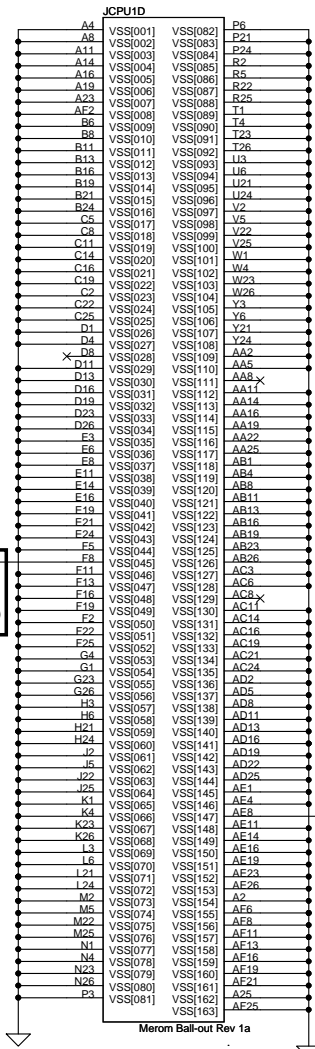 JCPU1D
A4 VSS[001] VSS[082] P6
A8 VSS[002] VSS[083] P21
A11 VSS[003] VSS[084] P24
A14 VSS[004] VSS[085] R2
A16 VSS[005] VSS[086] R5
A19 VSS[006] VSS[087] R22
A23 VSS[007] VSS[088] R25
AF2 VSS[008] VSS[089] T1
B6 VSS[009] VSS[090] T4
B8 VSS[010] VSS[091] T23
B11 VSS[011] VSS[092] T26
B13 VSS[012] VSS[093] U3
B16 VSS[013] VSS[094] U6
B19 VSS[014] VSS[095] U21
B21 VSS[015] VSS[096] U24
B24 VSS[016] VSS[097] V2
C5 VSS[017] VSS[098] V5
C8 VSS[018] VSS[099] V22
C11 VSS[019] VSS[100] V25
C14 VSS[020] VSS[101] W1
C16 VSS[021] VSS[102] W4
C19 VSS[022] VSS[103] W23
C2 VSS[023] VSS[104] W26
C22 VSS[024] VSS[105] Y3
C25 VSS[025] VSS[106] Y6
D1 VSS[026] VSS[107] Y21
D4 VSS[027] VSS[108] Y24
D8 VSS[028] VSS[109] AA2
D11 VSS[029] VSS[110] AA5
D13 VSS[030] VSS[111] AA8
D16 VSS[031] VSS[112] AA11
D19 VSS[032] VSS[113] AA14
D23 VSS[033] VSS[114] AA16
D26 VSS[034] VSS[115] AA19
E3 VSS[035] VSS[116] AA22
E6 VSS[036] VSS[117] AA25
E8 VSS[037] VSS[118] AB1
E11 VSS[038] VSS[119] AB4
E14 VSS[039] VSS[120] AB8
E16 VSS[040] VSS[121] AB11
E19 VSS[041] VSS[122] AB13
E21 VSS[042] VSS[123] AB16
E24 VSS[043] VSS[124] AB19
F5 VSS[044] VSS[125] AB23
F8 VSS[045] VSS[126] AB26
F11 VSS[046] VSS[127] AC3
F13 VSS[047] VSS[128] AC6
F16 VSS[048] VSS[129] AC8
F19 VSS[049] VSS[130] AC11
F2 VSS[050] VSS[131] AC14
F22 VSS[051] VSS[132] AC16
F25 VSS[052] VSS[133] AC19
G4 VSS[053] VSS[134] AC21
G1 VSS[054] VSS[135] AC24
G23 VSS[055] VSS[136] AD2
G26 VSS[056] VSS[137] AD5
H3 VSS[057] VSS[138] AD8
H6 VSS[058] VSS[139] AD11
H21 VSS[059] VSS[140] AD13
H24 VSS[060] VSS[141] AD16
J2 VSS[061] VSS[142] AD19
J5 VSS[062] VSS[143] AD22
J22 VSS[063] VSS[144] AD25
J25 VSS[064] VSS[145] AE1
K1 VSS[065] VSS[146] AE4
K4 VSS[066] VSS[147] AE8
K23 VSS[067] VSS[148] AE11
K26 VSS[068] VSS[149] AE14
L3 VSS[069] VSS[150] AE16
L6 VSS[070] VSS[151] AE19
L21 VSS[071] VSS[152] AF23
L24 VSS[072] VSS[153] AF26
M2 VSS[073] VSS[154] A2
M5 VSS[074] VSS[155] AF6
M22 VSS[075] VSS[156] AF8
M25 VSS[076] VSS[157] AF11
N1 VSS[077] VSS[158] AF13
N4 VSS[078] VSS[159] AF16
N23 VSS[079] VSS[160] AF19
N26 VSS[080] VSS[161] AF21
P3 VSS[081] VSS[162] A25
VSS[163] AF25
Merom Ball-out Rev 1a